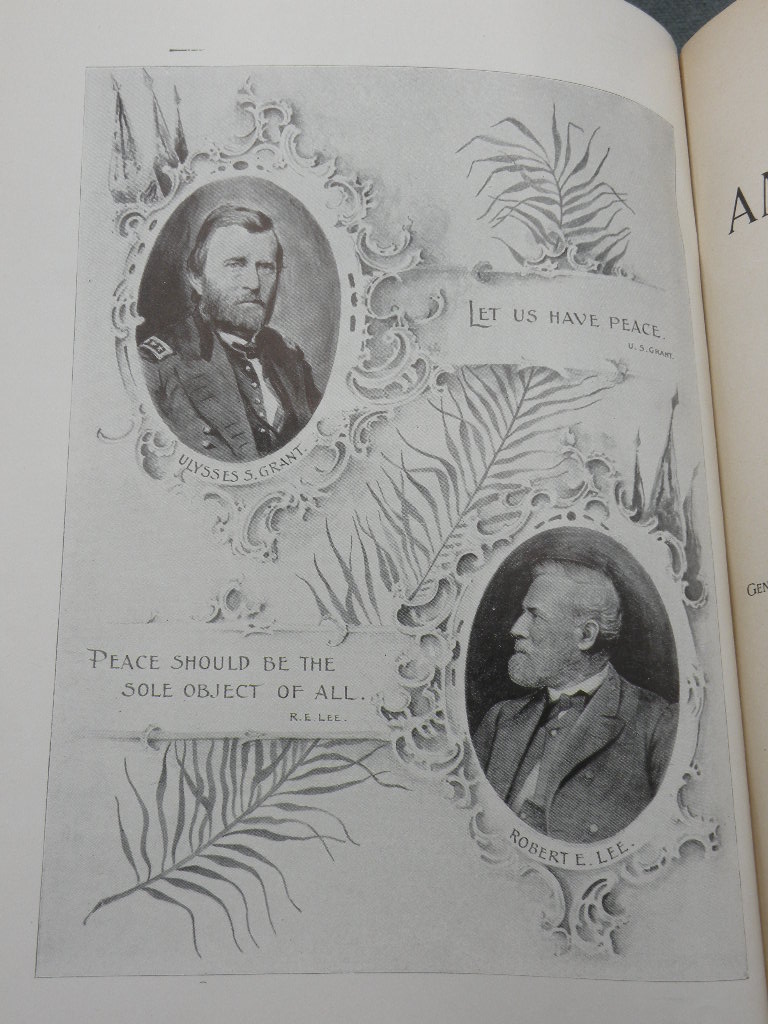 LET US HAVE PEACE.
U.S. GRANT.
ULYSSES S. GRANT.
PEACE SHOULD BE THE
SOLE OBJECT OF ALL.
R.E. LEE.
ROBERT E. LEE.